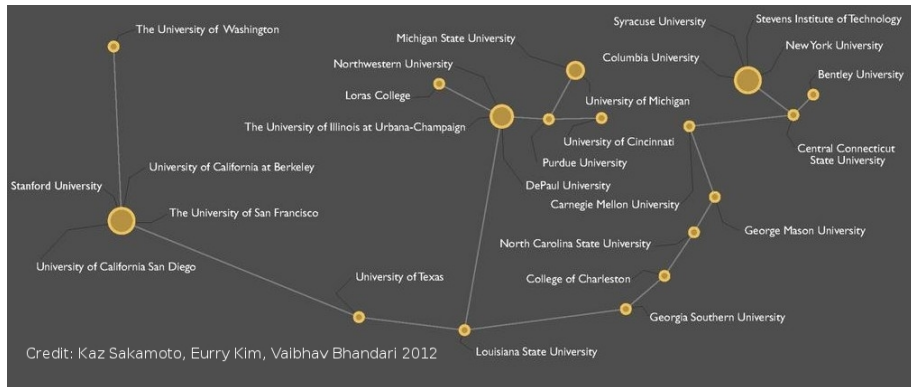 Syracuse University
Stevens Institute of Technology
The University of Washington
Michigan State University
New York University
Columbia University
Northwestern University
Bentley University
Loras College
University of Michigan
The University of Illinois at Urbana-Champaign
University of Cincinnati
Central Connecticut
State University
Purdue University
University of California at Berkeley
Stanford University
DePaul University
Carnegie Mellon University
The University of San Francisco
George Mason University
North Carolina State University
University of California San Diego
University of Texas
College of Charleston
Georgia Southern University
Louisiana State University
Credit: Kaz Sakamoto, Eurry Kim, Vaibhav Bhandari 2012